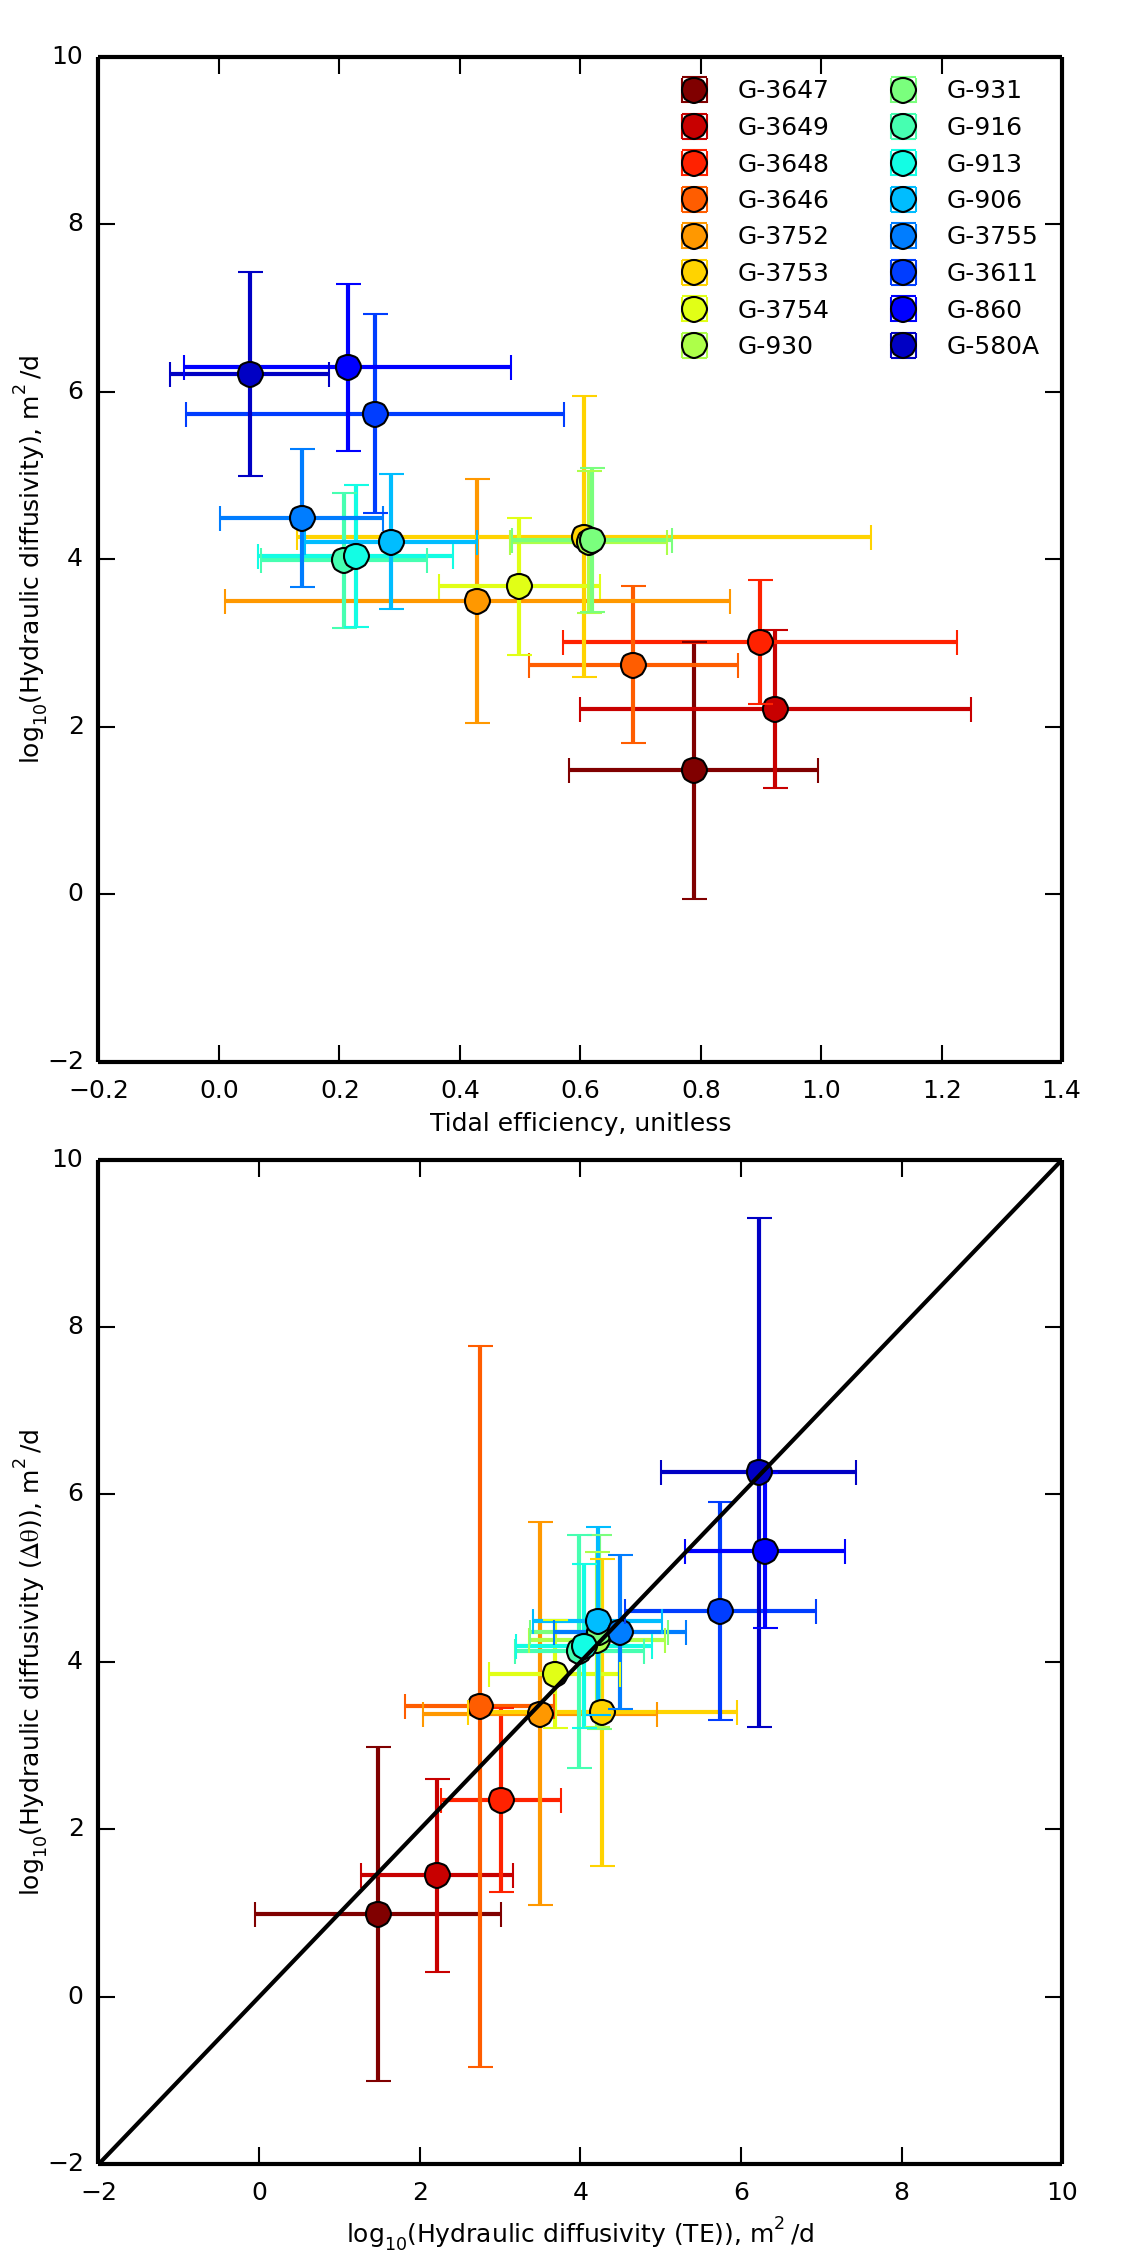 10
8
6
4
2
0
−2
log10(Hydraulic diffusivity), m2/d
G-3647
G-3649
G-3648
G-3646
G-3752
G-3753
G-3754
G-930
G-931
G-916
G-913
G-906
G-3755
G-3611
G-860
G-580A
−0.2 0.0 0.2 0.4 0.6 0.8 1.0 1.2 1.4
Tidal efficiency, unitless
10
8
6
4
2
0
−2
log10(Hydraulic diffusivity (Δθ)), m2/d
−2 0 2 4 6 8 10
log10(Hydraulic diffusivity (TE)), m2/d